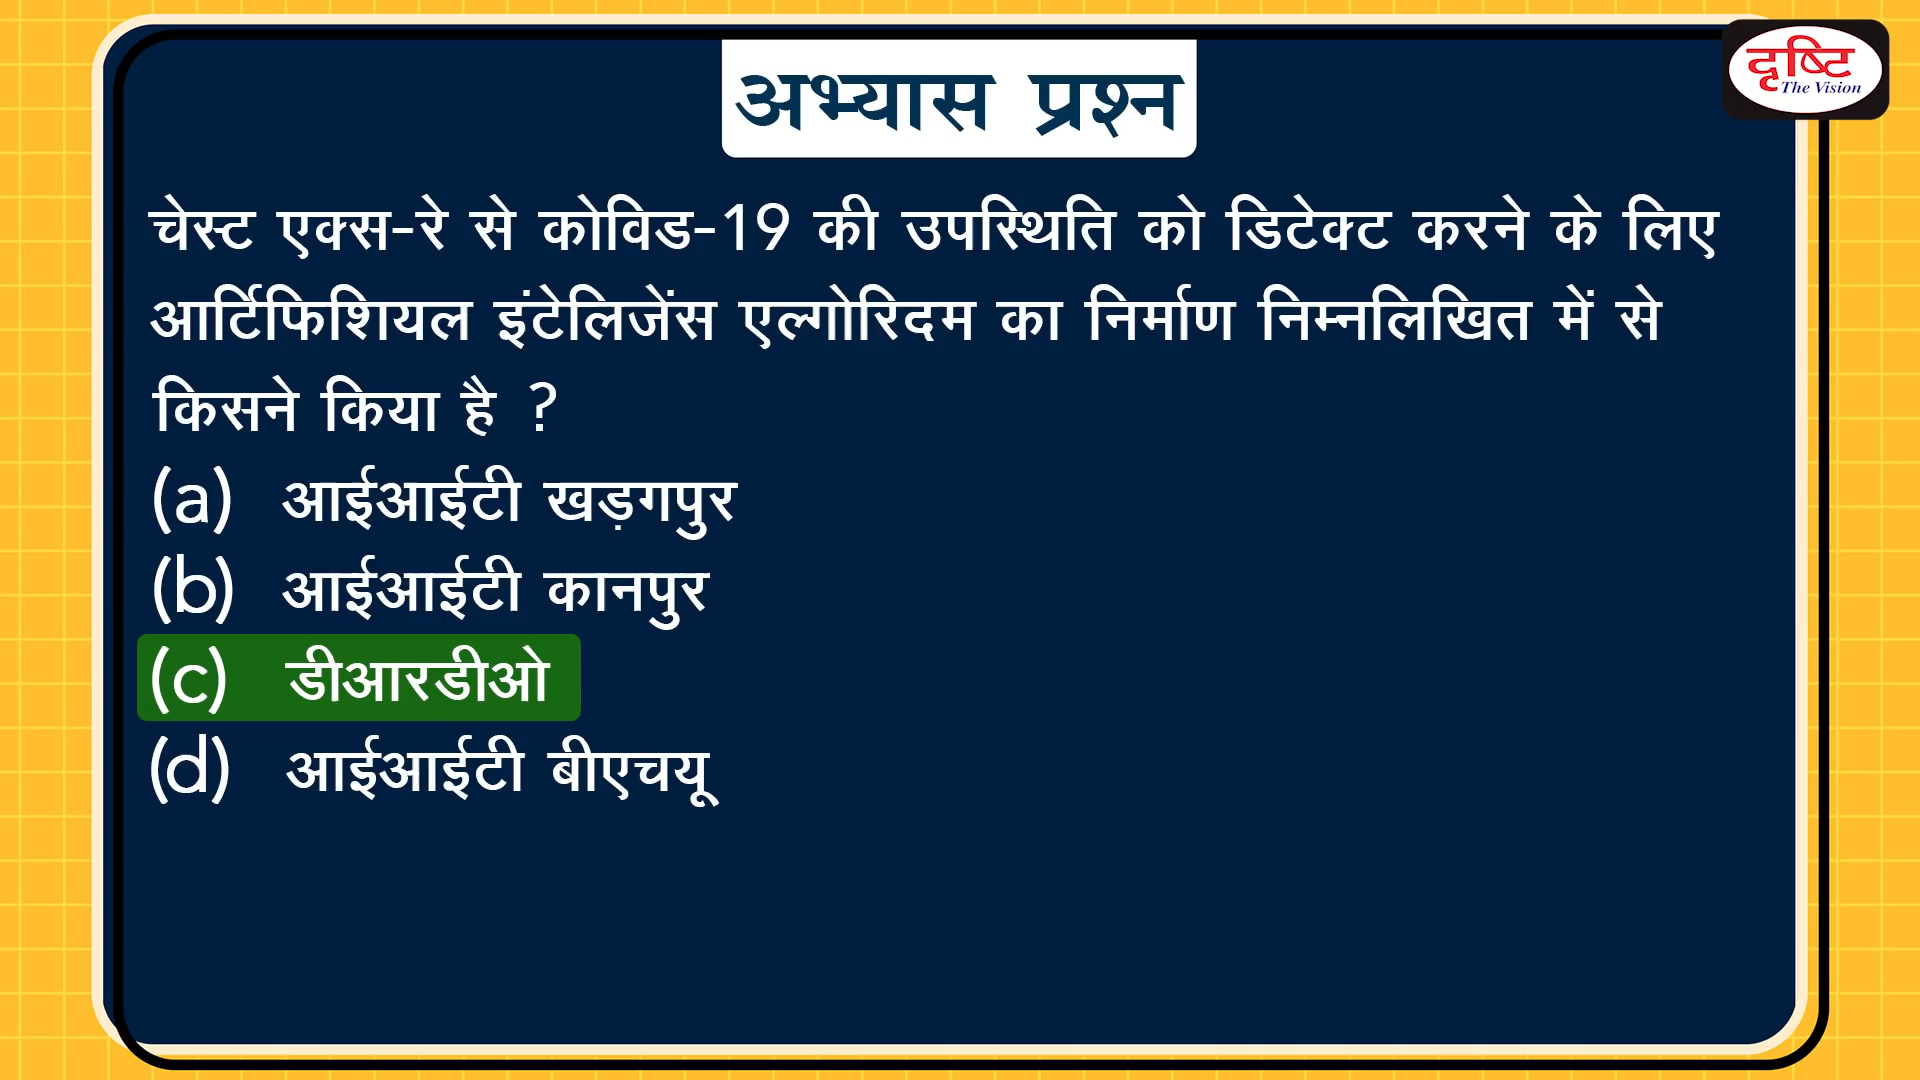 दृष्टि
The Vision
अभ्यास प्रश्न
चेस्ट एक्स-रे से कोविड-19 की उपस्थिति को डिटेक्ट करने के लिए
आर्टिफिशियल इंटेलिजेंस एल्गोरिदम का निर्माण निम्नलिखित में से
किसने किया है ?
(a) आईआईटी खड़गपुर
(b) आईआईटी कानपुर
(c) डीआरडीओ
(d) आईआईटी बीएचयू